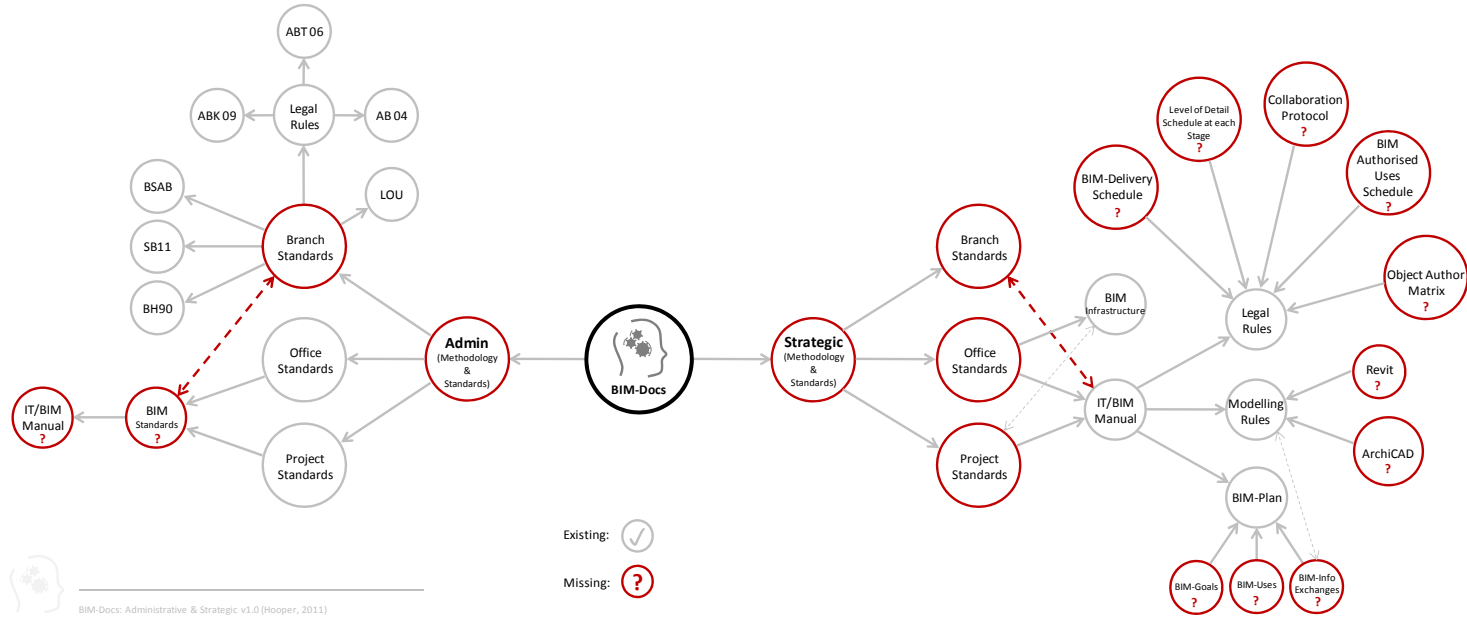 ABT 06
Legal
Rules
ABK 09
AB 04
BSAB
LOU
SB11
Branch
Standards
BH90
Office
Standards
Admin
(Methodology
&
Standards)
IT/BIM
Manual
?
BIM
Standards
?
Project
Standards
BIM-Docs
Strategic
(Methodology
&
Standards)
Branch
Standards
Office
Standards
Project
Standards
BIM
Infrastructure
IT/BIM
Manual
BIM-Delivery
Schedule
?
Level of Detail
Schedule at each
Stage
?
Collaboration
Protocol
?
BIM
Authorised
Uses
Schedule
?
Object Author
Matrix
?
Legal
Rules
Revit
?
Modelling
Rules
ArchiCAD
?
BIM-Plan
BIM-Goals
?
BIM-Uses
?
BIM-Info
Exchanges
?
Existing:
Missing:
?
BIM-Docs: Administrative & Strategic v1.0 (Hooper, 2011)